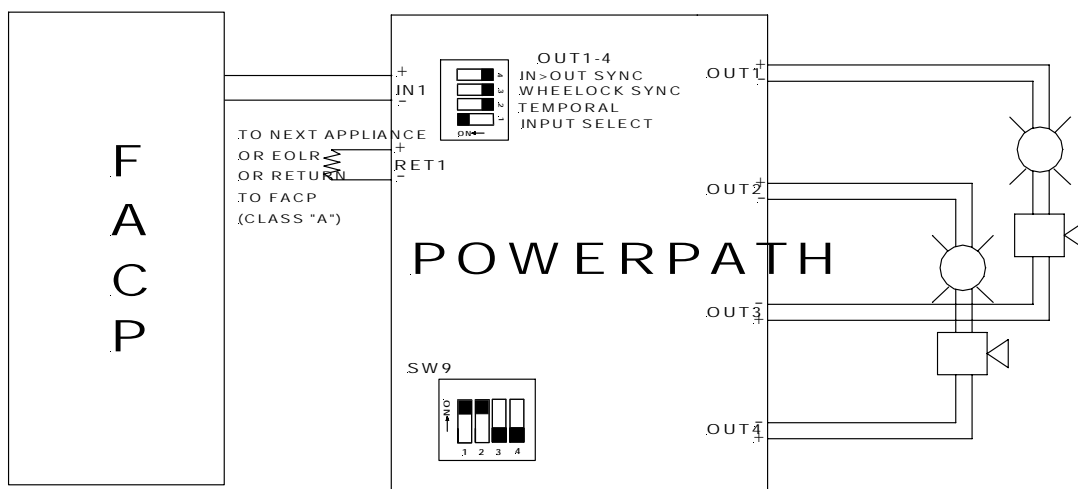 F
A
C
P
+
IN1
-
TO NEXT APPLIANCE
OR EOLR
OR RETURN
TO FACP
(CLASS "A")
+
RET1
-
OUT1-4
4 IN>OUT SYNC
3 WHEELOCK SYNC
2 TEMPORAL
1 INPUT SELECT
ON
POWERPATH
SW9
ON
1 2 3 4
+
OUT1
-
+
OUT2
-
-
OUT3
+
-
OUT4
+